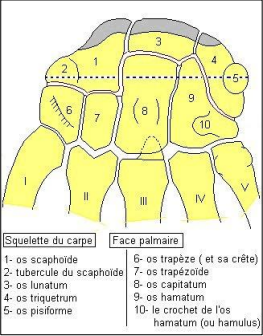 3
1
4
2
5
6
7
(8)
9
10
I
II
III
IV
V
Squelette du carpe Face palmaire
1- os scaphoïde
2- tubercule du scaphoïde
3- os lunatum
4- os triquetrum
5- os pisiforme
6- os trapèze ( et sa crête)
7- os trapézoïde
8- os capitatum
9- os hamatum
10- le crochet de l'os
hamatum (ou hamulus)